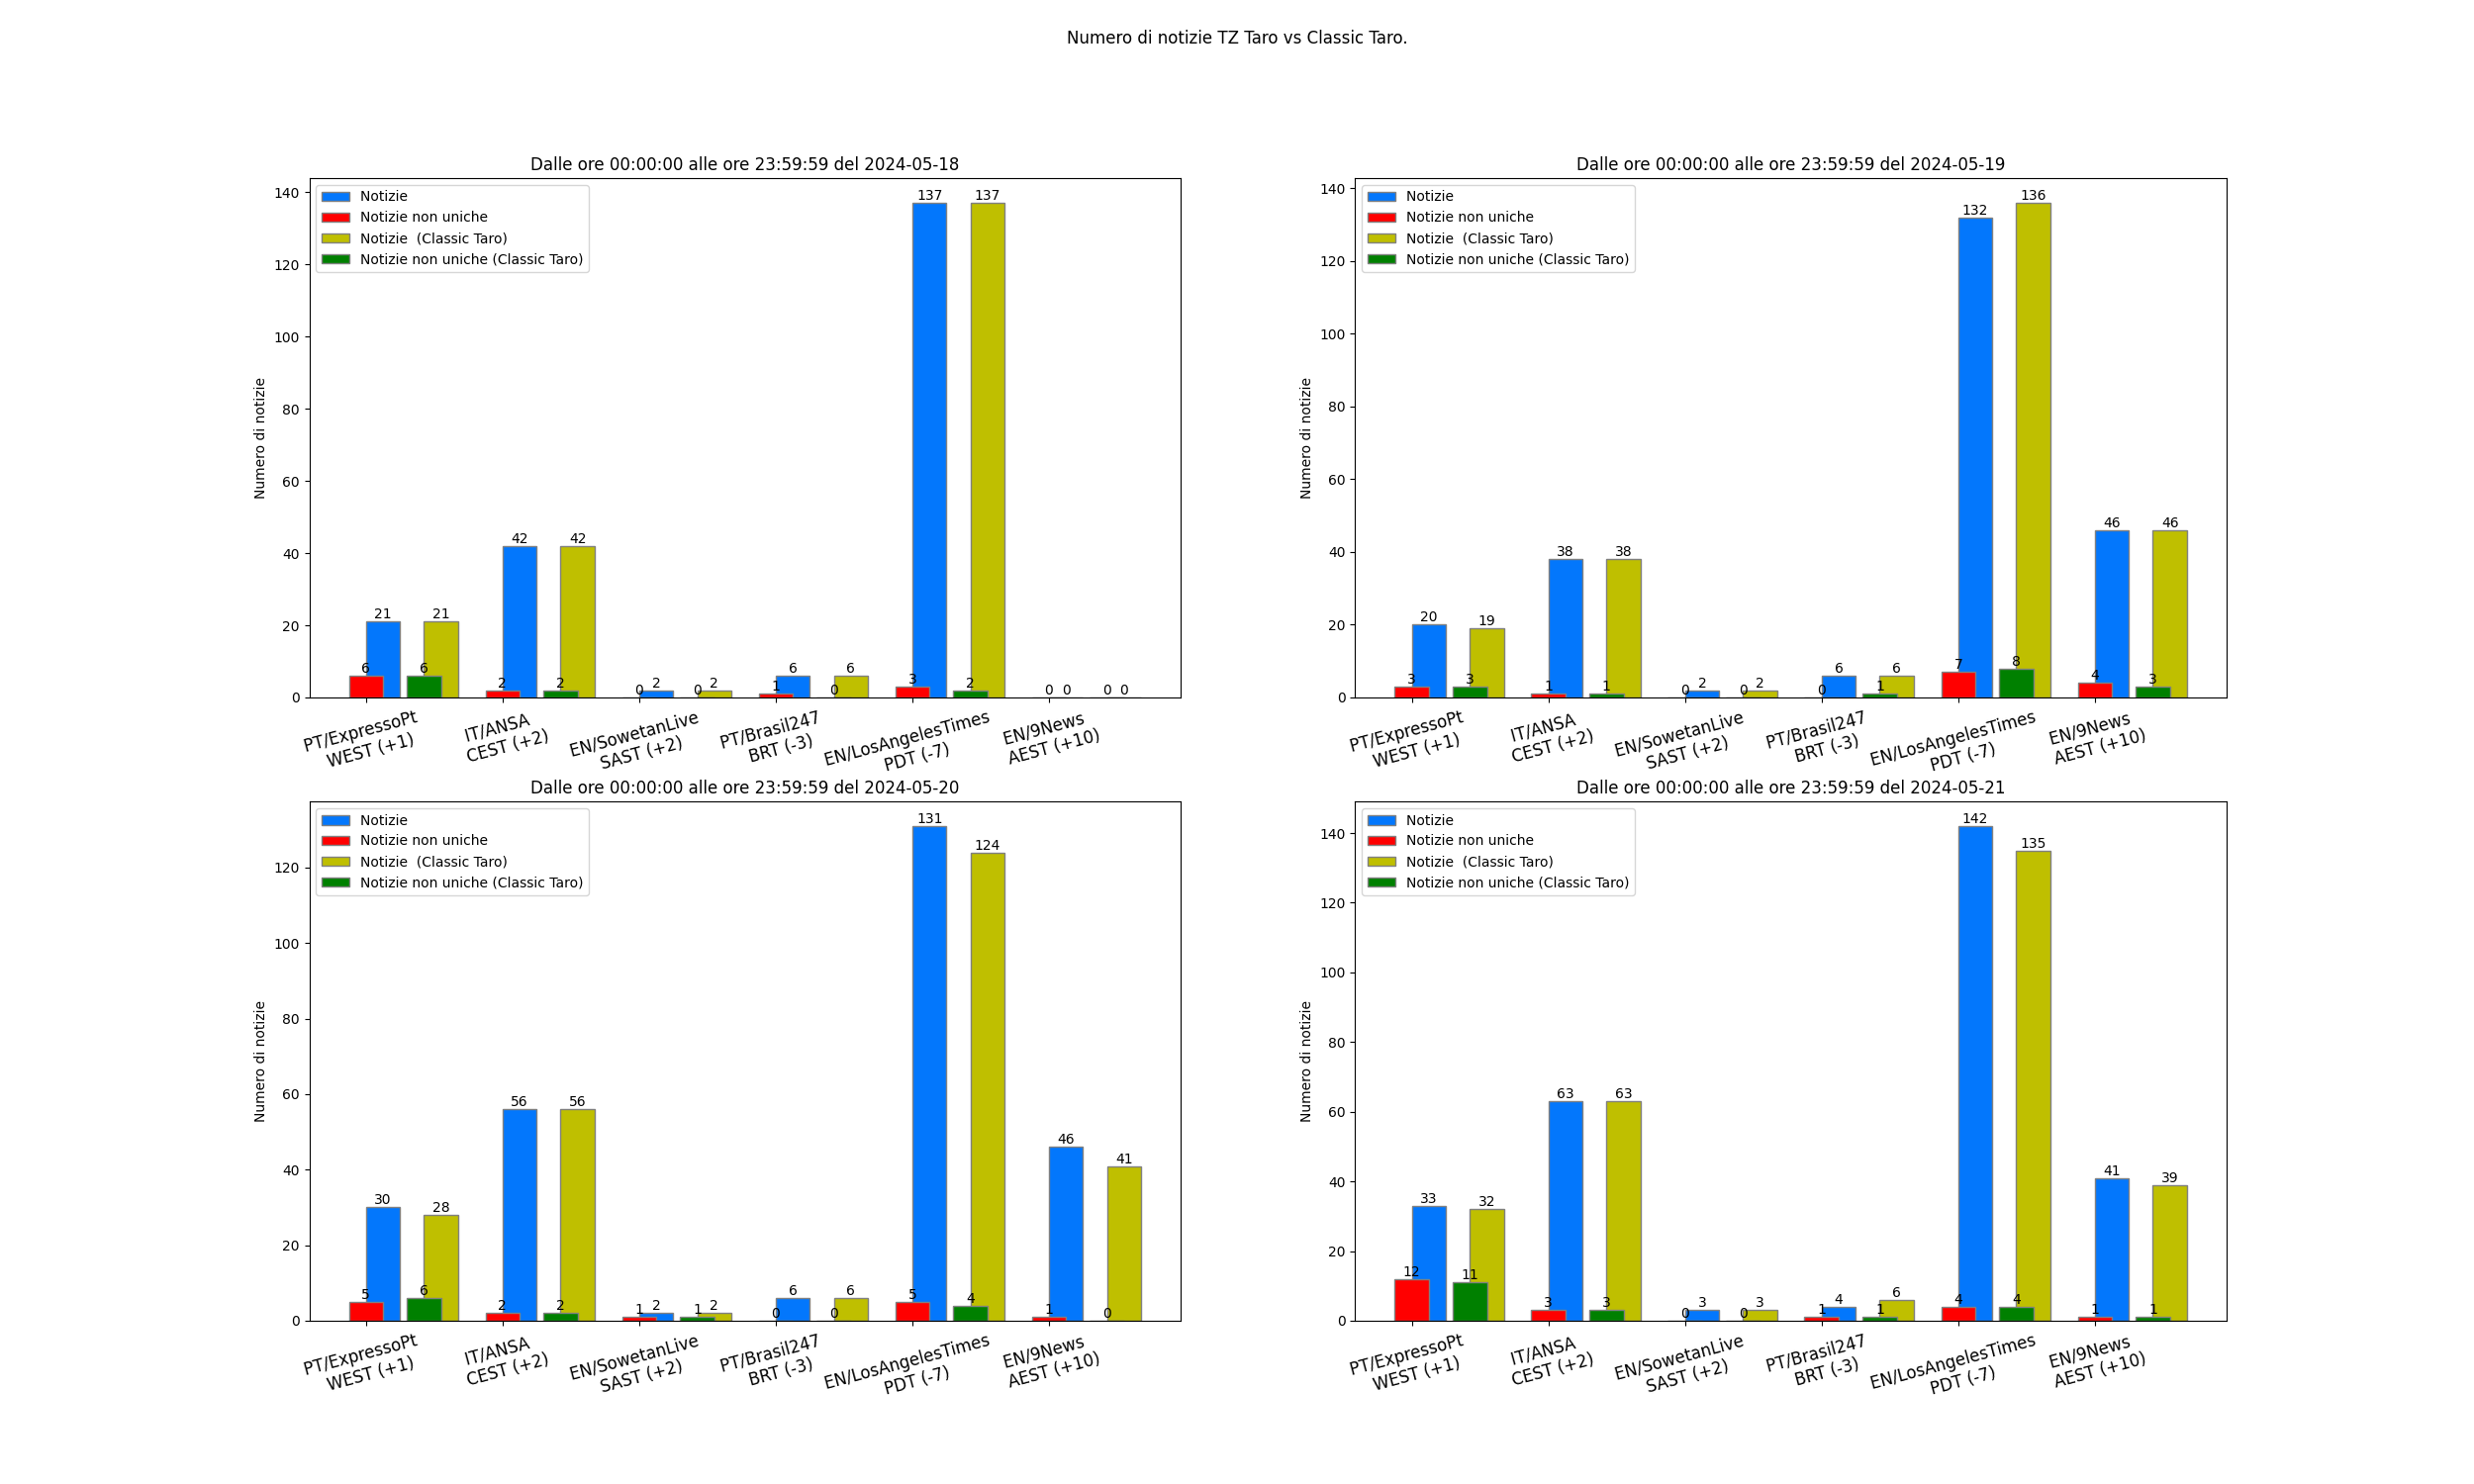 Numero di notizie TZ Taro vs Classic Taro.
Dalle ore 00:00:00 alle ore 23:59:59 del 2024-05-18
Notizie
Notizie non uniche
Notizie  (Classic Taro)
Notizie non uniche (Classic Taro)
Numero di notizie
140
120
100
80
60
40
20
0
6 21 6 21
2 42 2 42
0 2 0 2
1 6 0 6
3 137 2 137
0 0 0 0
PT/ExpressoPt
WEST (+1)
IT/ANSA
CEST (+2)
EN/SowetanLive
SAST (+2)
PT/Brasil247
BRT (-3)
EN/LosAngelesTimes
PDT (-7)
EN/9News
AEST (+10)
Dalle ore 00:00:00 alle ore 23:59:59 del 2024-05-19
Notizie
Notizie non uniche
Notizie  (Classic Taro)
Notizie non uniche (Classic Taro)
Numero di notizie
140
120
100
80
60
40
20
0
3 20 3 19
1 38 1 38
0 2 0 2
0 6 1 6
7 132 8 136
4 46 3 46
PT/ExpressoPt
WEST (+1)
IT/ANSA
CEST (+2)
EN/SowetanLive
SAST (+2)
PT/Brasil247
BRT (-3)
EN/LosAngelesTimes
PDT (-7)
EN/9News
AEST (+10)
Dalle ore 00:00:00 alle ore 23:59:59 del 2024-05-20
Notizie
Notizie non uniche
Notizie  (Classic Taro)
Notizie non uniche (Classic Taro)
Numero di notizie
120
100
80
60
40
20
0
5 30 6 28
2 56 2 56
1 2 1 2
0 6 0 6
5 131 4 124
1 46 0 41
PT/ExpressoPt
WEST (+1)
IT/ANSA
CEST (+2)
EN/SowetanLive
SAST (+2)
PT/Brasil247
BRT (-3)
EN/LosAngelesTimes
PDT (-7)
EN/9News
AEST (+10)
Dalle ore 00:00:00 alle ore 23:59:59 del 2024-05-21
Notizie
Notizie non uniche
Notizie  (Classic Taro)
Notizie non uniche (Classic Taro)
Numero di notizie
140
120
100
80
60
40
20
0
12 33 11 32
3 63 3 63
0 3 0 3
1 4 1 6
4 142 4 135
1 41 1 39
PT/ExpressoPt
WEST (+1)
IT/ANSA
CEST (+2)
EN/SowetanLive
SAST (+2)
PT/Brasil247
BRT (-3)
EN/LosAngelesTimes
PDT (-7)
EN/9News
AEST (+10)